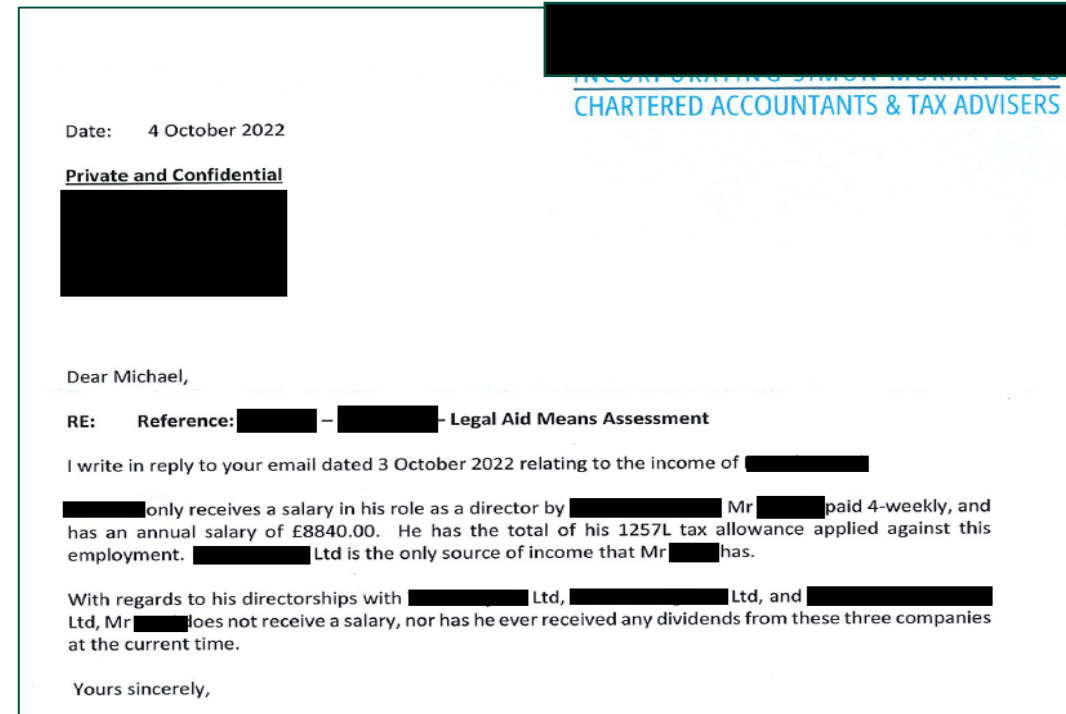 CHARTERED ACCOUNTANTS & TAX ADVISERS
Date: 4 October 2022
Private and Confidential
Dear Michael,
RE: Reference: – - Legal Aid Means Assessment
I write in reply to your email dated 3 October 2022 relating to the income of
only receives a salary in his role as a director by Mr paid 4-weekly, and
has an annual salary of £8840.00. He has the total of his 1257L tax allowance applied against this
employment. Ltd is the only source of income that Mr has.
With regards to his directorships with Ltd, Ltd, and
Ltd, Mr does not receive a salary, nor has he ever received any dividends from these three companies
at the current time.
Yours sincerely,